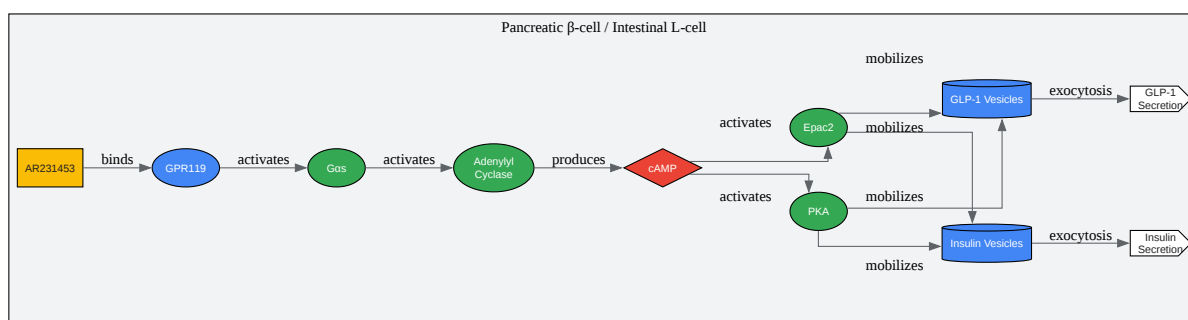 Pancreatic β-cell / Intestinal L-cell
mobilizes
GLP-1 Vesicles
exocytosis
GLP-1
Secretion
activates
Epac2
mobilizes
AR231453
binds
GPR119
activates
Gαs
activates
Adenylyl
Cyclase
produces
cAMP
activates
PKA
mobilizes
Insulin Vesicles
exocytosis
Insulin
Secretion
mobilizes